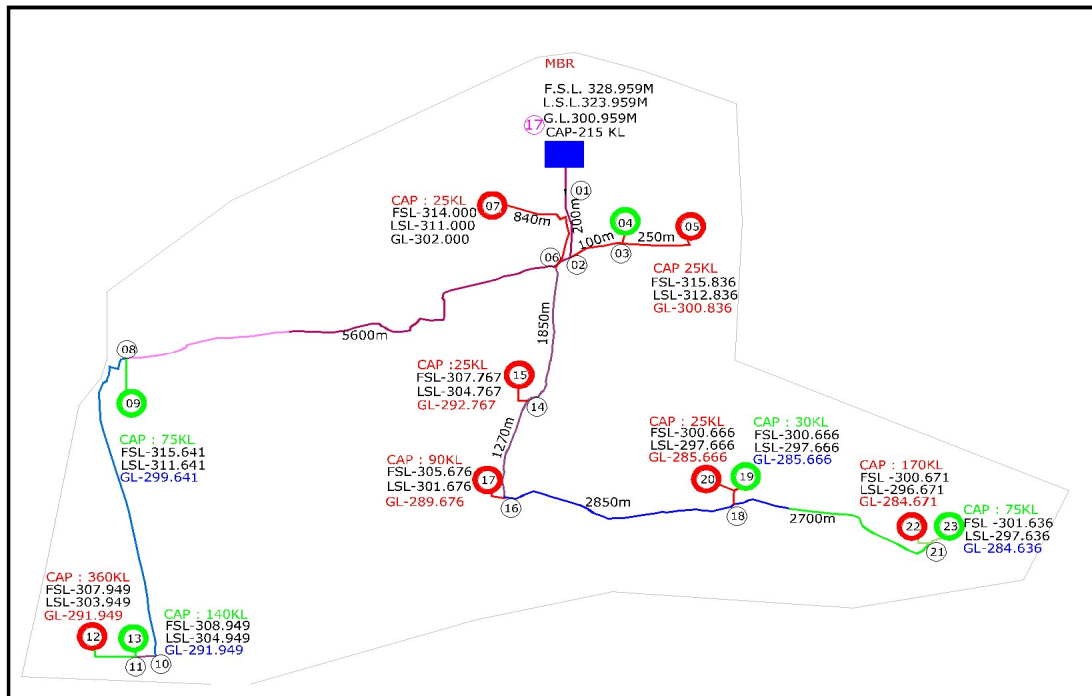 MBR
F.S.L. 328.959M
L.S.L.323.959M
G.L.300.959M
17
CAP-215 KL
01
200m
CAP : 25KL
FSL-314.000
LSL-311.000
GL-302.000
07
840m
04
05
100m
250m
03
02
06
CAP 25KL
FSL-315.836
LSL-312.836
GL-300.836
5600m
1850m
08
09
CAP : 75KL
FSL-315.641
LSL-311.641
GL-299.641
CAP :25KL
FSL-307.767
LSL-304.767
GL-292.767
15
14
1270m
CAP : 90KL
FSL-305.676
LSL-301.676
GL-289.676
17
16
2850m
CAP : 25KL
FSL-300.666
LSL-297.666
GL-285.666
20
CAP : 30KL
FSL-300.666
LSL-297.666
GL-285.666
19
18
2700m
CAP : 170KL
FSL - 300.671
LSL-296.671
GL-284.671
22
CAP : 75KL
FSL -301.636
LSL-297.636
GL-284.636
23
21
CAP : 360KL
FSL-307.949
LSL-303.949
GL-291.949
12
CAP : 140KL
FSL-308.949
LSL-304.949
GL-291.949
13
11
10